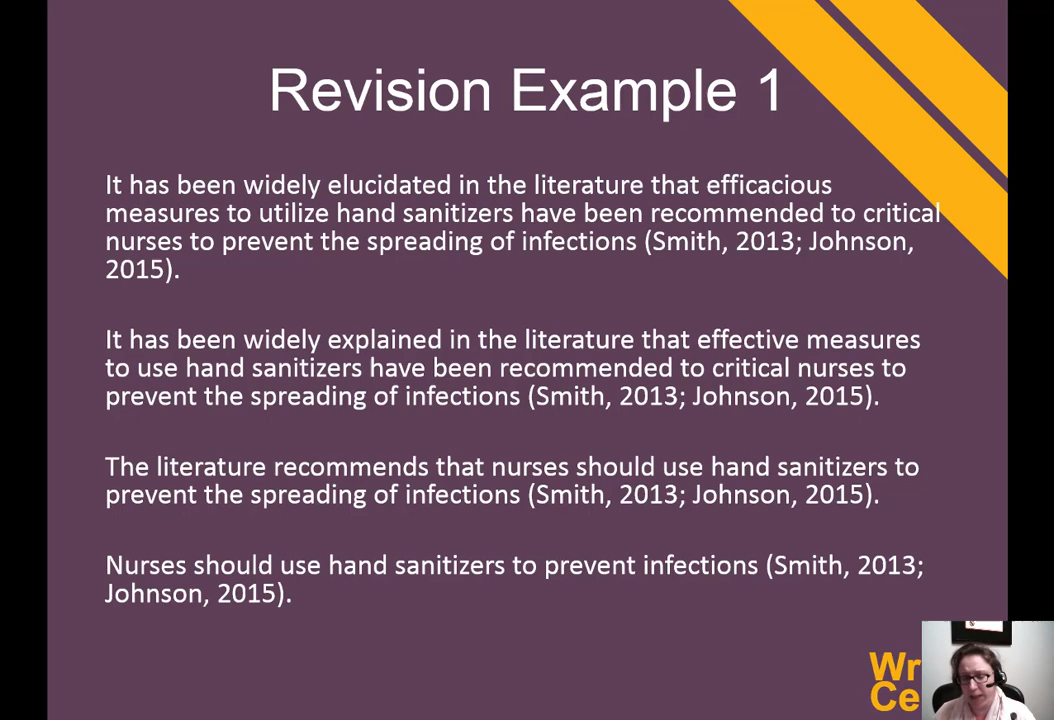 Revision Example 1
It has been widely elucidated in the literature that efficacious
measures to utilize hand sanitizers have been recommended to critical
nurses to prevent the spreading of infections (Smith, 2013; Johnson,
2015).
It has been widely explained in the literature that effective measures
to use hand sanitizers have been recommended to critical nurses to
prevent the spreading of infections (Smith, 2013; Johnson, 2015).
The literature recommends that nurses should use hand sanitizers to
prevent the spreading of infections (Smith, 2013; Johnson, 2015).
Nurses should use hand sanitizers to prevent infections (Smith, 2013;
Johnson, 2015).
Wr
Ce